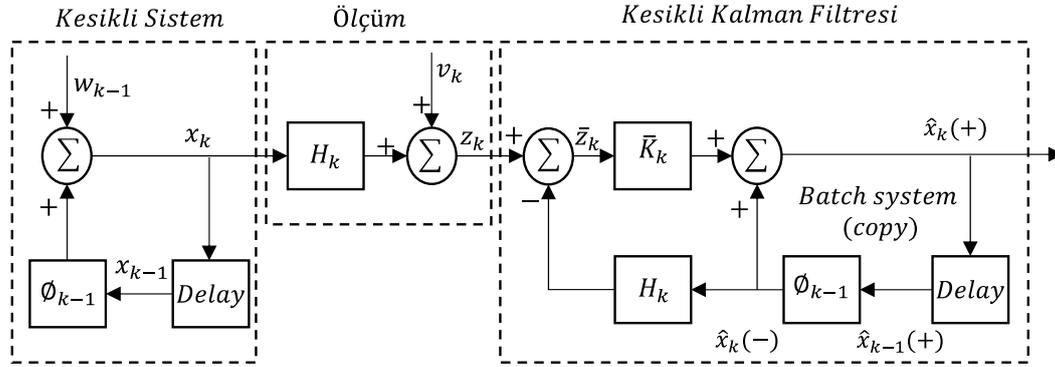 Kesikli Sistem
Ölçüm
Kesikli Kalman Filtresi
w_{k−1}
+
∑
+
x_k
∅_{k−1}
x_{k−1}
Delay
H_k
+
v_k
+
∑
z_k
+
∑
−
z̄_k
K̄_k
+
∑
+
x̂_k(+)
Batch system
(copy)
H_k
∅_{k−1}
Delay
x̂_k(−)
x̂_{k−1}(+)